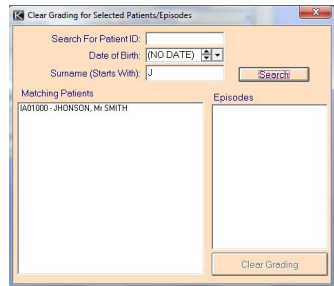 Clear Grading for Selected Patients/Episodes
Search For Patient ID:
Date of Birth: (NO DATE)
Surname (Starts With): J
Search
Matching Patients
Episodes
IA01000 - JHONSON, Mr SMITH
Clear Grading